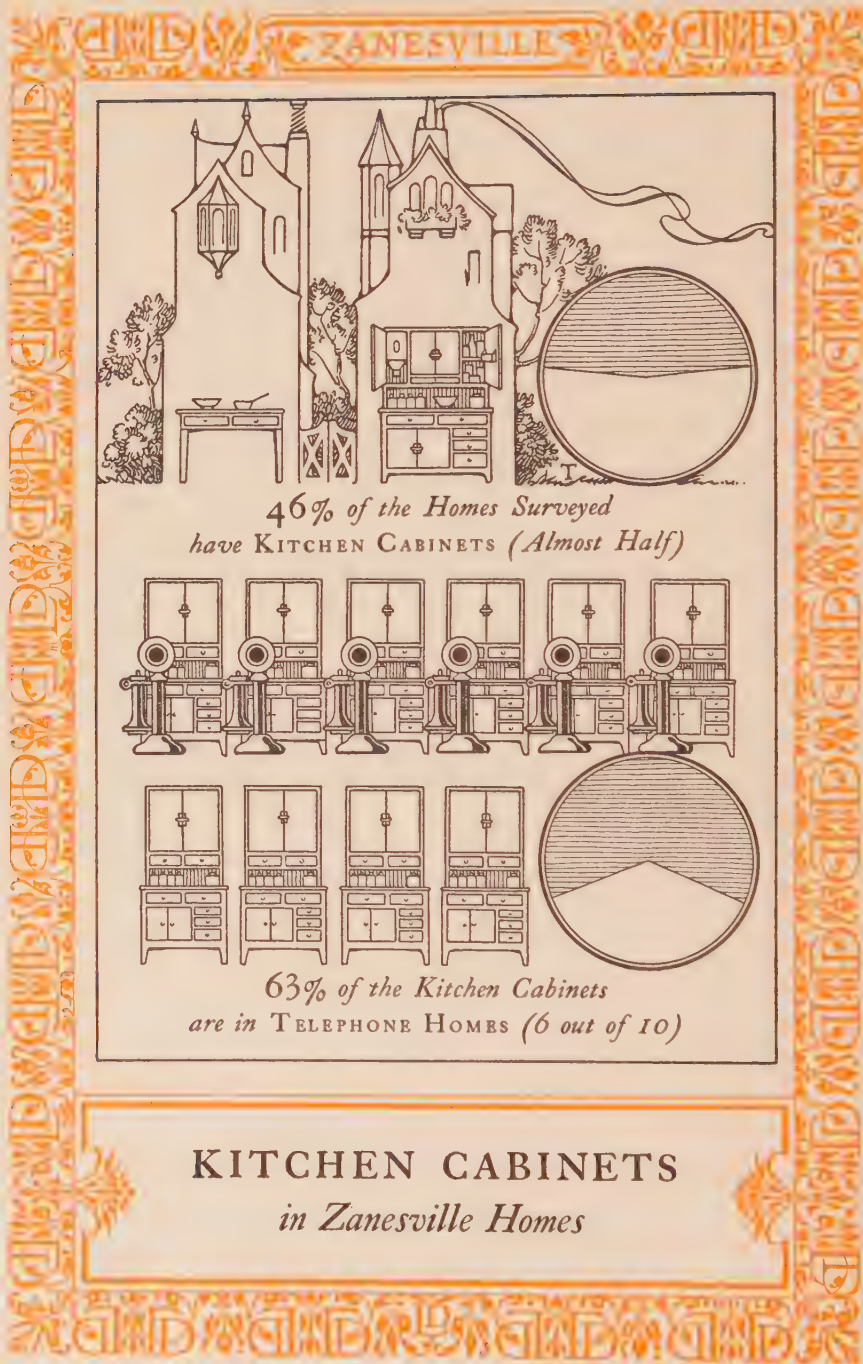 ZANESVILLE
46% of the Homes Surveyed
have KITCHEN CABINETS (Almost Half)
63% of the Kitchen Cabinets
are in TELEPHONE HOMES (6 out of 10)
KITCHEN CABINETS
in Zanesville Homes